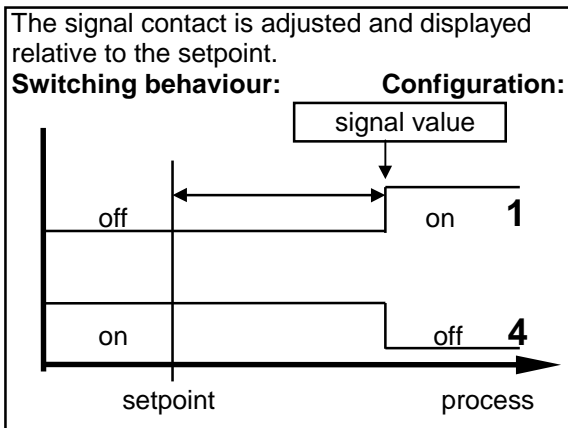 The signal contact is adjusted and displayed
relative to the setpoint.
Switching behaviour: Configuration:
signal value
off on 1
on off 4
setpoint process